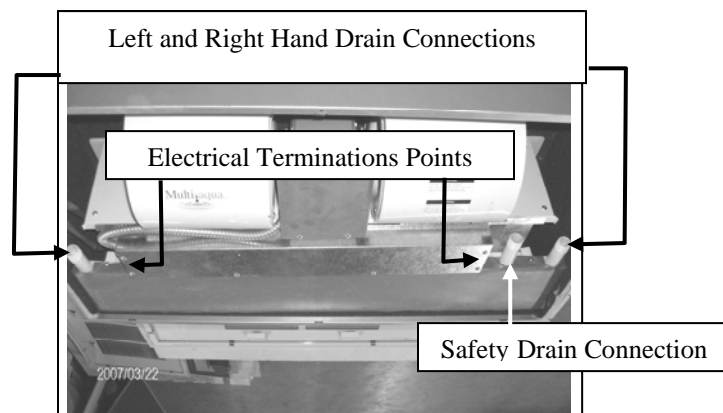 Left and Right Hand Drain Connections
Electrical Terminations Points
Multiaqua
Safety Drain Connection
2007/03/22